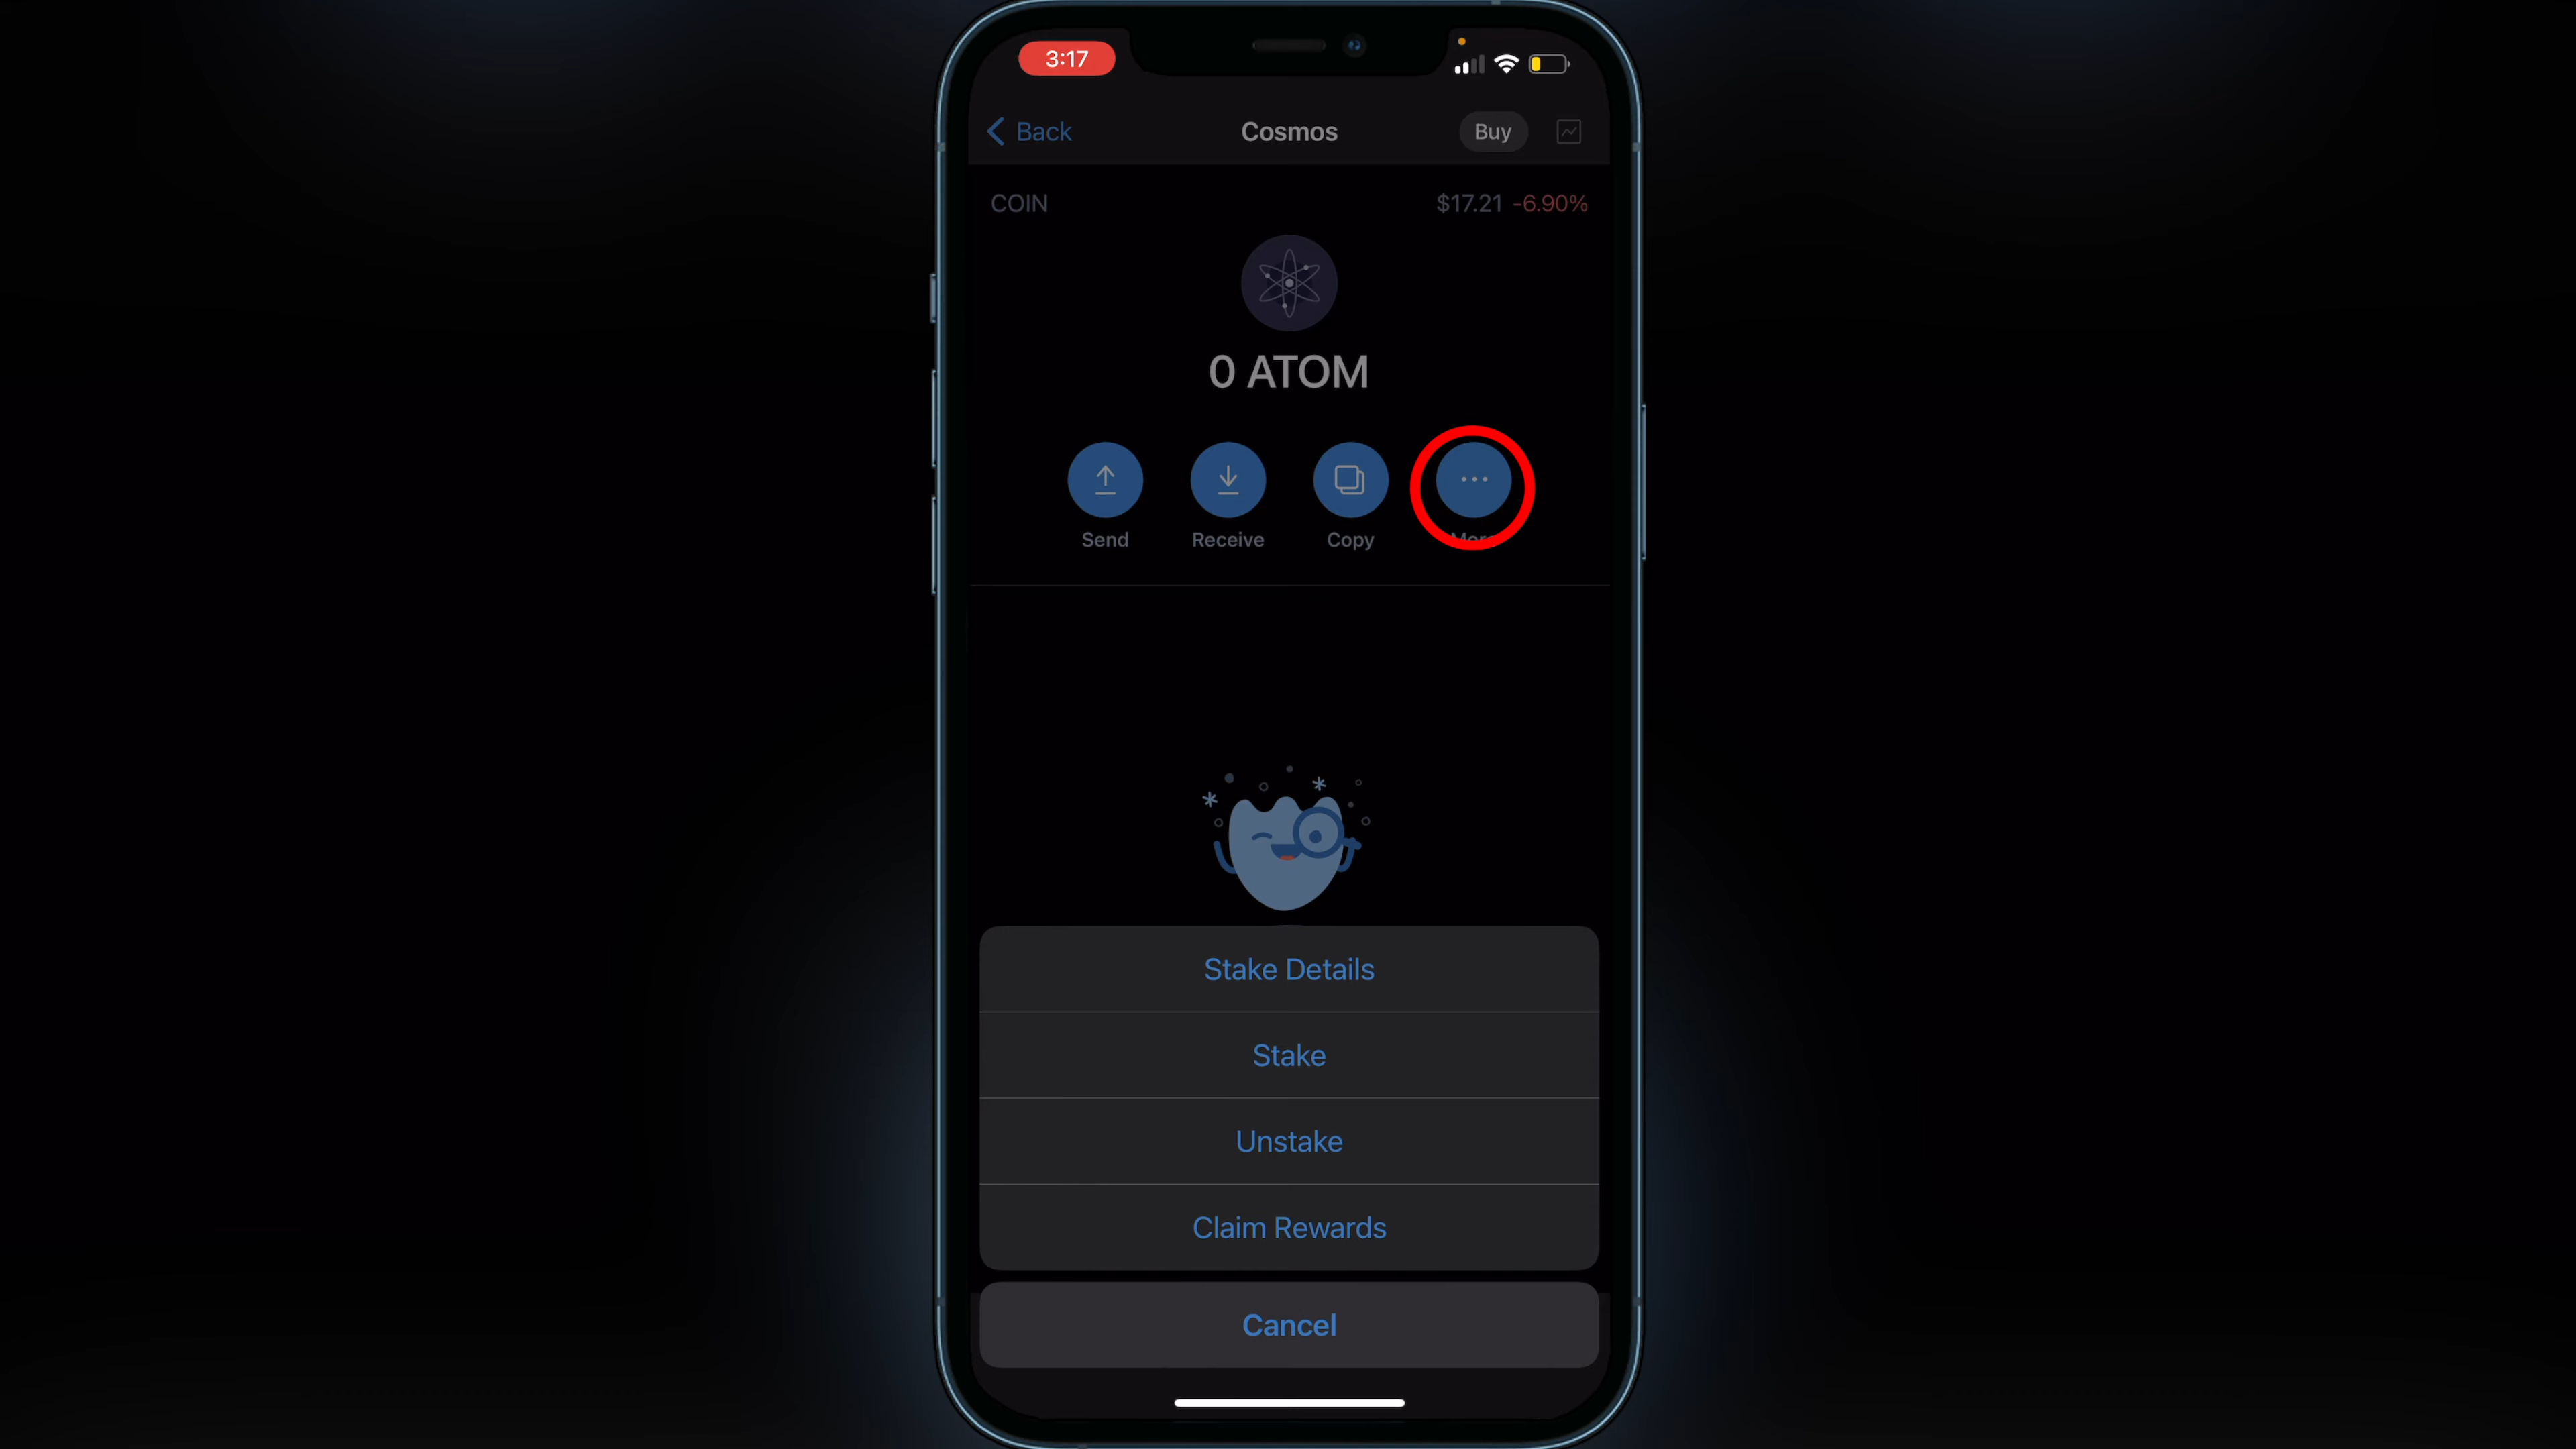 3:17
Back Cosmos Buy
COIN $17.21 -6.90%
0 ATOM
Send Receive Copy More
Stake Details
Stake
Unstake
Claim Rewards
Cancel